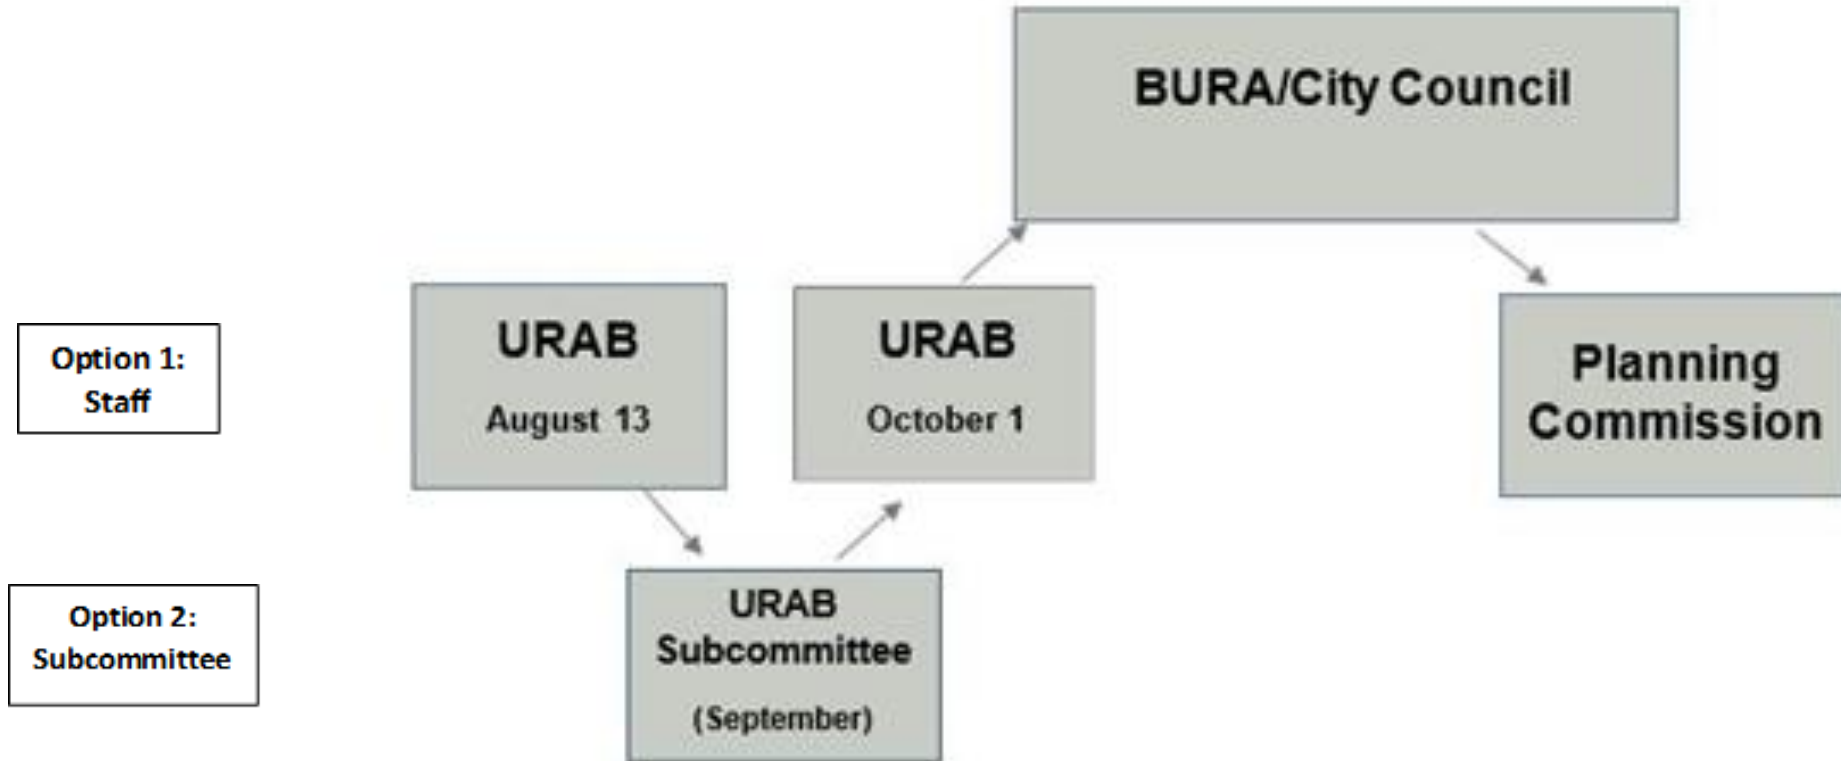 BURA/City Council
Option 1:
Staff
URAB
August 13
URAB
October 1
Planning
Commission
Option 2:
Subcommittee
URAB
Subcommittee
(September)